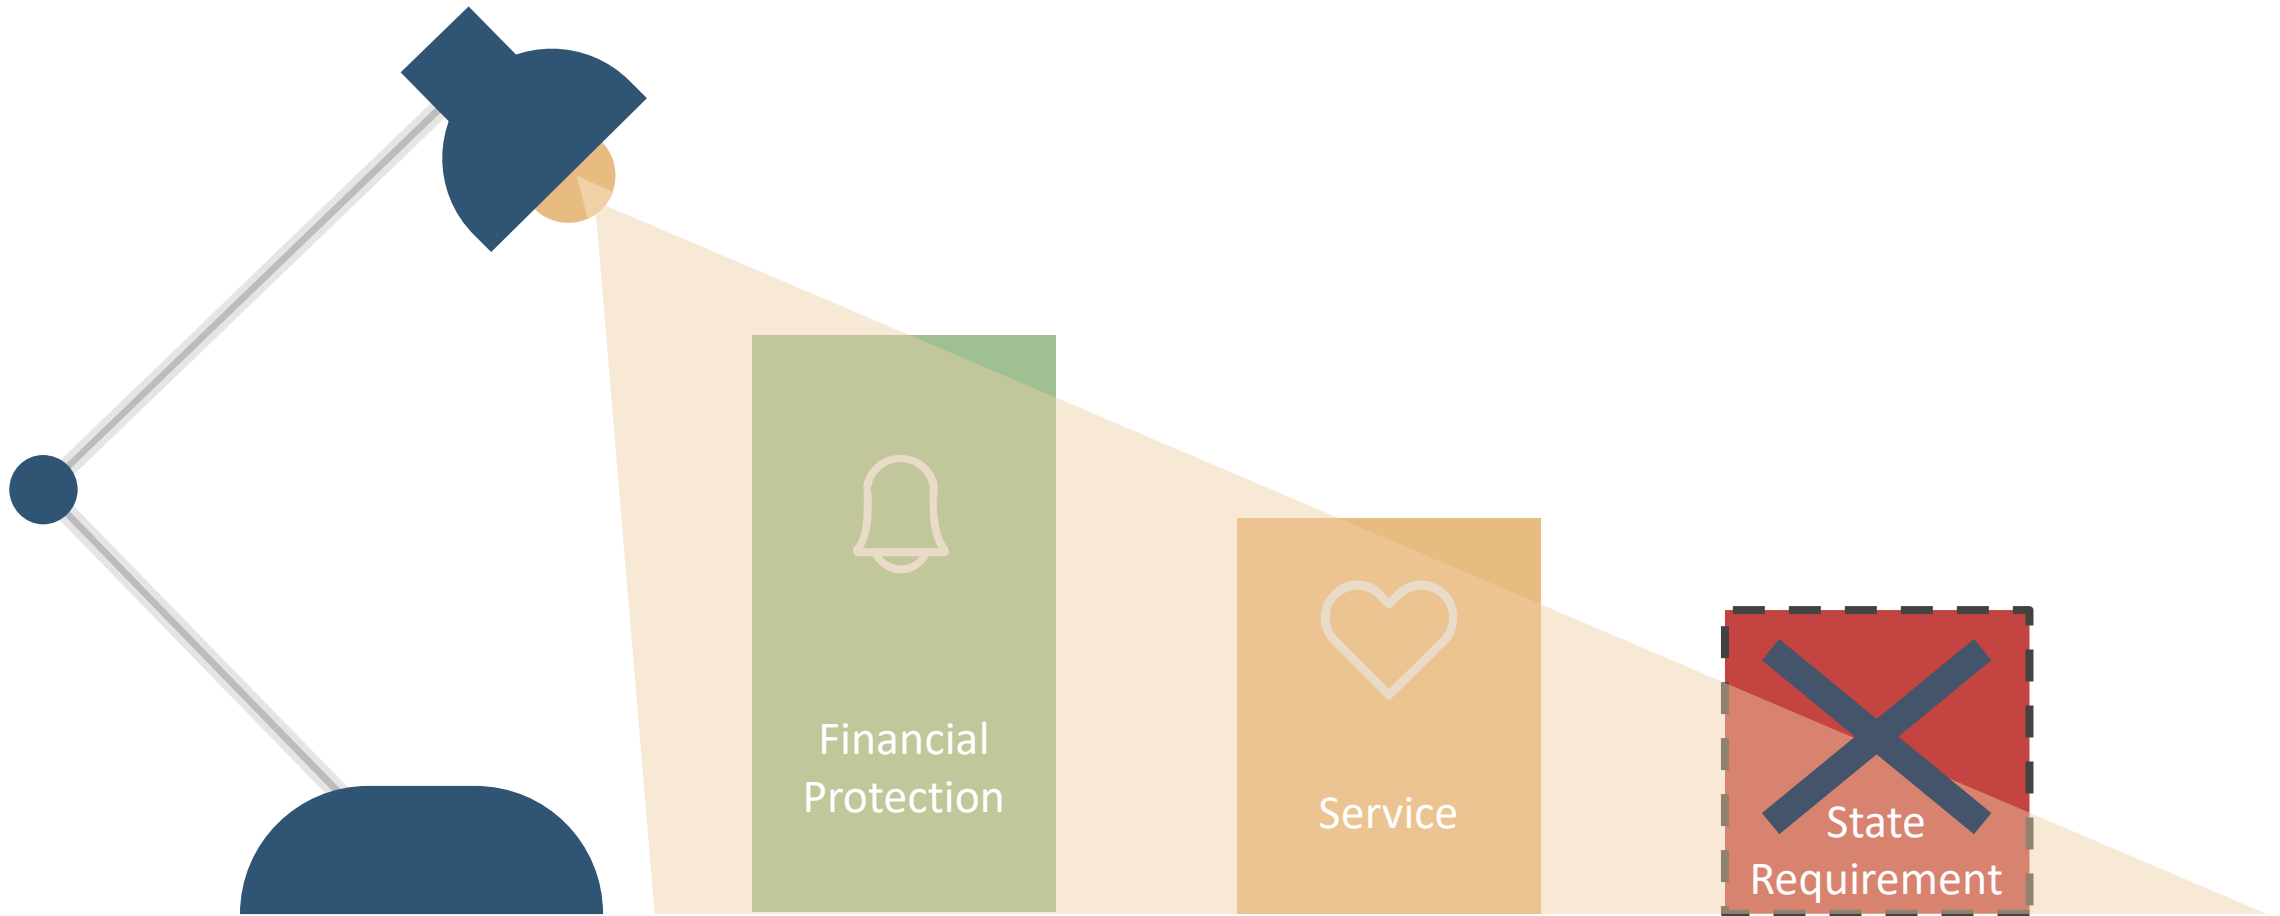 Financial
Protection
Service
State
Requirement